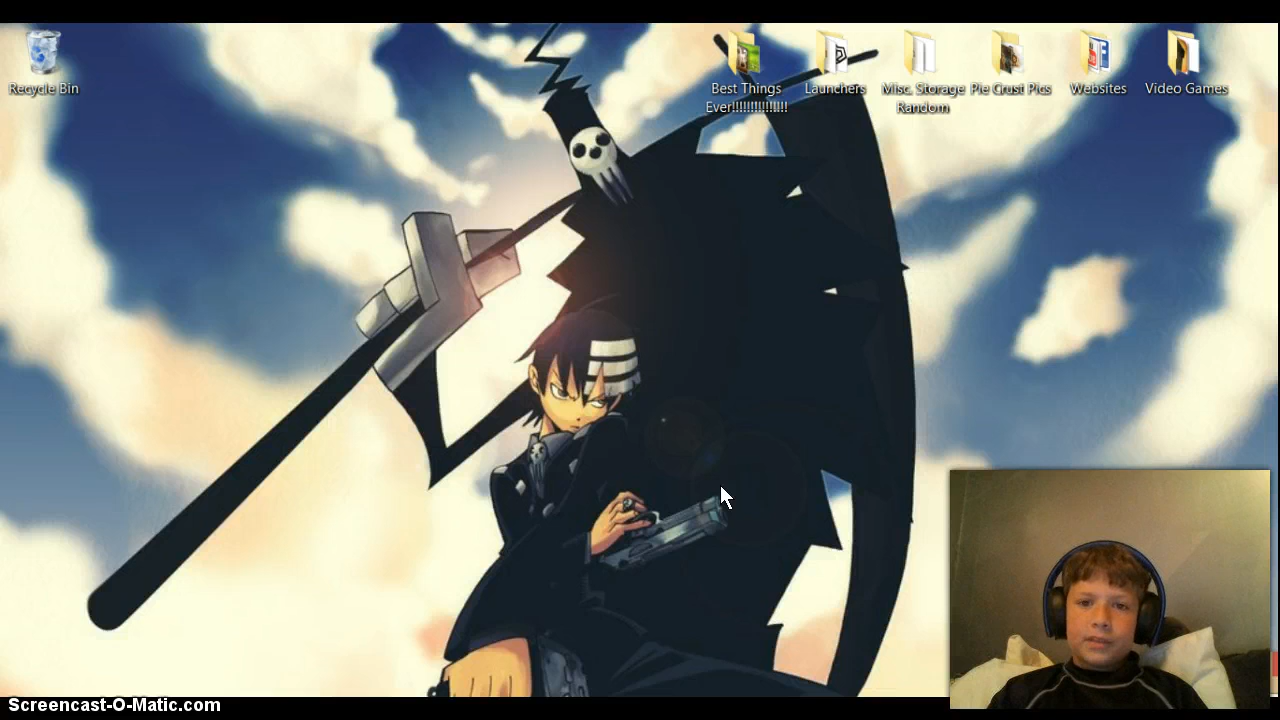 Recycle Bin
Best Things
Ever!!!!!!!!!!!!!!!
Launchers
Misc. Storage
Random
Pie Crust Pics
Websites
Video Games
Screencast-O-Matic.com